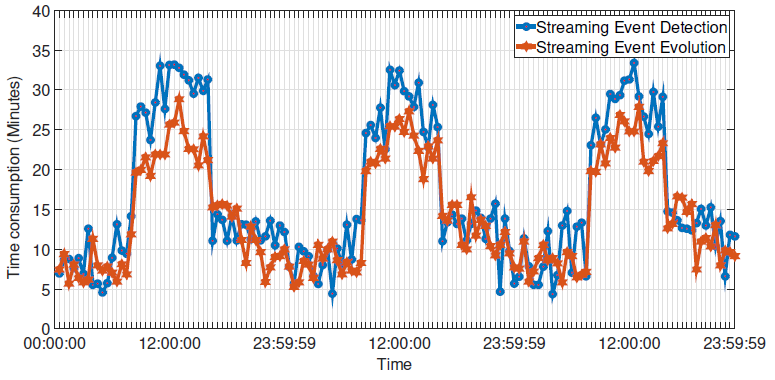 40
35
30
25
20
15
10
5
0
Time consumption (Minutes)
Streaming Event Detection
Streaming Event Evolution
00:00:00 12:00:00 23:59:59 12:00:00 23:59:59 12:00:00 23:59:59
Time